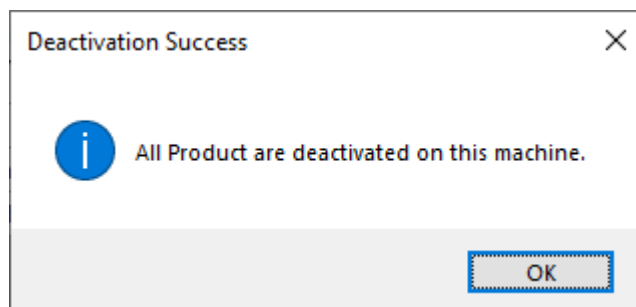 Deactivation Success
All Product are deactivated on this machine.
OK